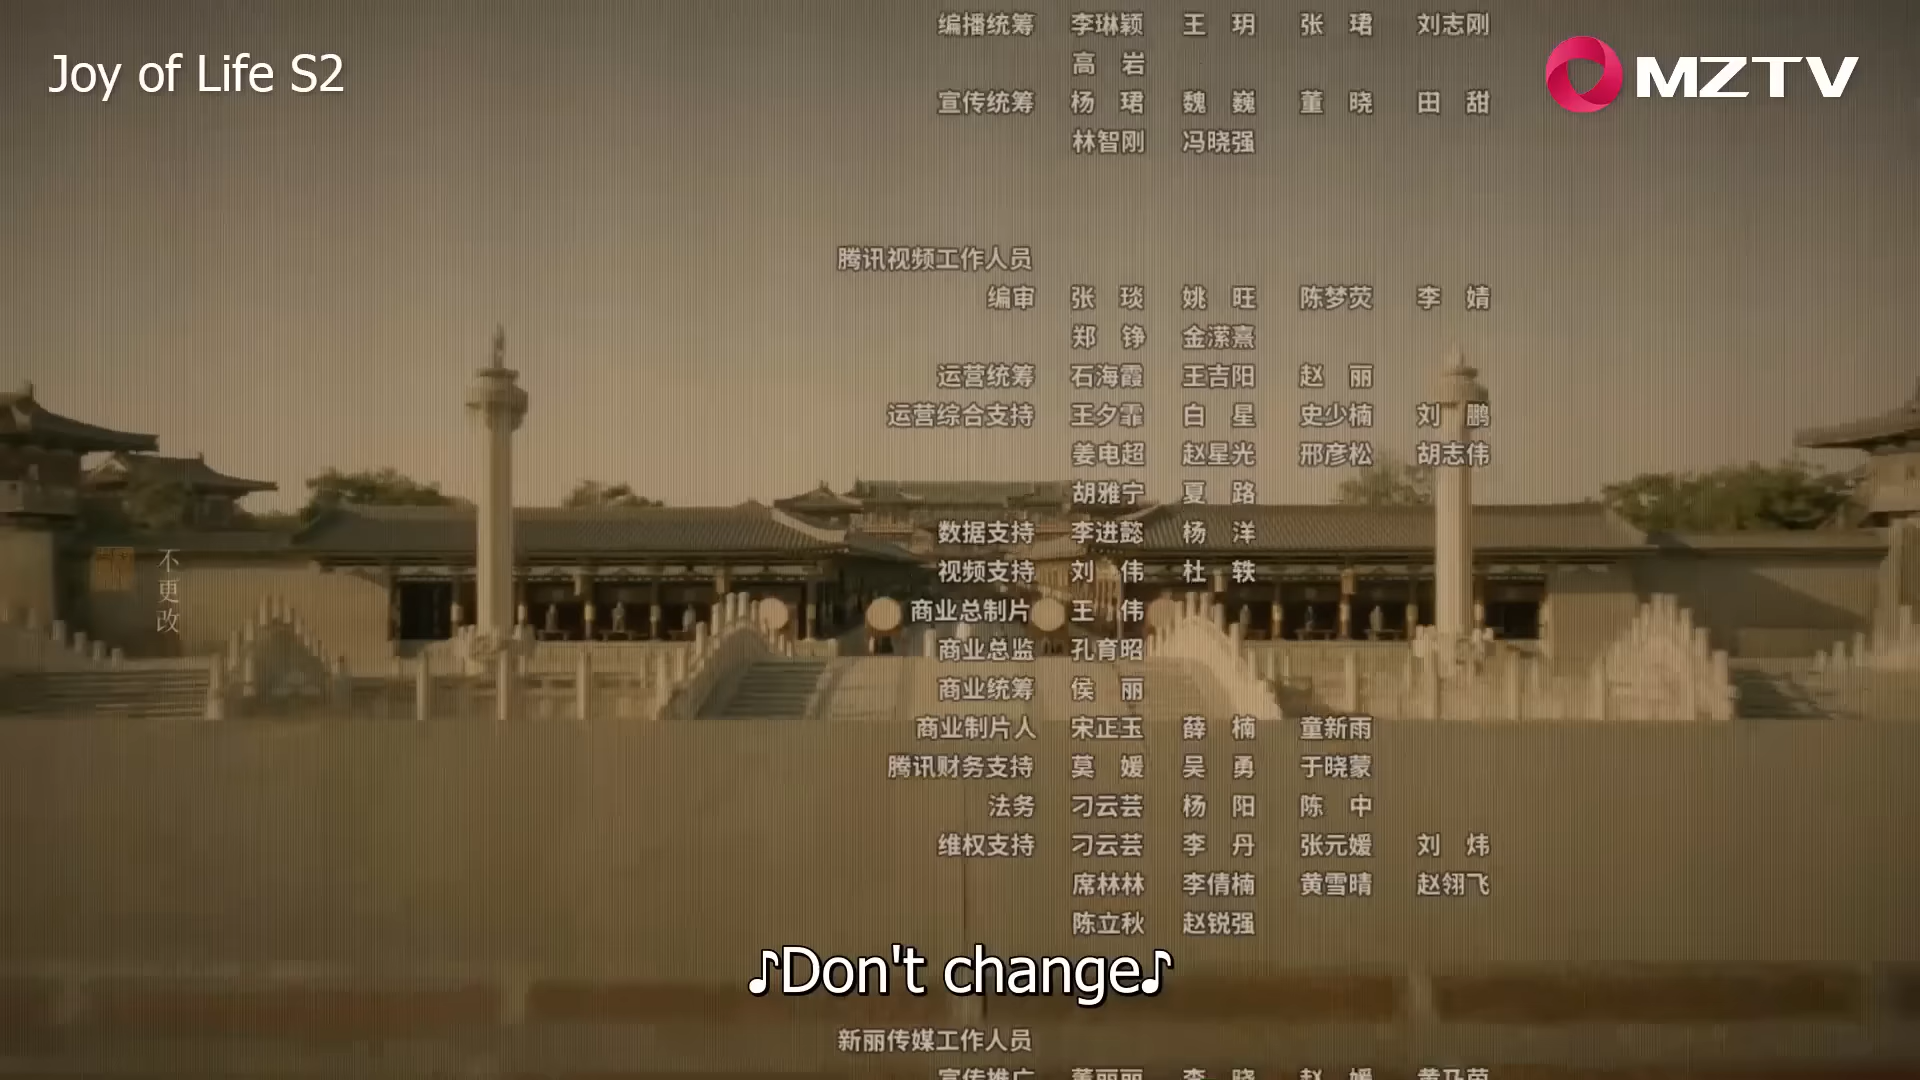 Joy of Life S2
MZTV
编播统筹 李琳颖 王玥 张珺 刘志刚
高岩
宣传统筹 杨珺 魏巍 董晓 田甜
林智刚 冯晓强
腾讯视频工作人员
编审 张琰 姚旺 陈梦荧 李婧
郑铮 金潆熹
运营统筹 石海霞 王吉阳 赵丽
运营综合支持 王夕霏 白星 史少楠 刘鹏
姜电超 赵星光 邢彦松 胡志伟
胡雅宁 夏路
数据支持 李进懿 杨洋
视频支持 刘伟 杜轶
商业总制片 王伟
商业总监 孔育昭
商业统筹 侯丽
商业制片人 宋正玉 薛楠 童新雨
腾讯财务支持 莫媛 吴勇 于晓蒙
法务 刁云芸 杨阳 陈中
维权支持 刁云芸 李丹 张元媛 刘炜
席林林 李倩楠 黄雪晴 赵翎飞
陈立秋 赵锐强
不更改
♪Don't change♪
新丽传媒工作人员
宣传推广 董丽丽 李晓 赵媛